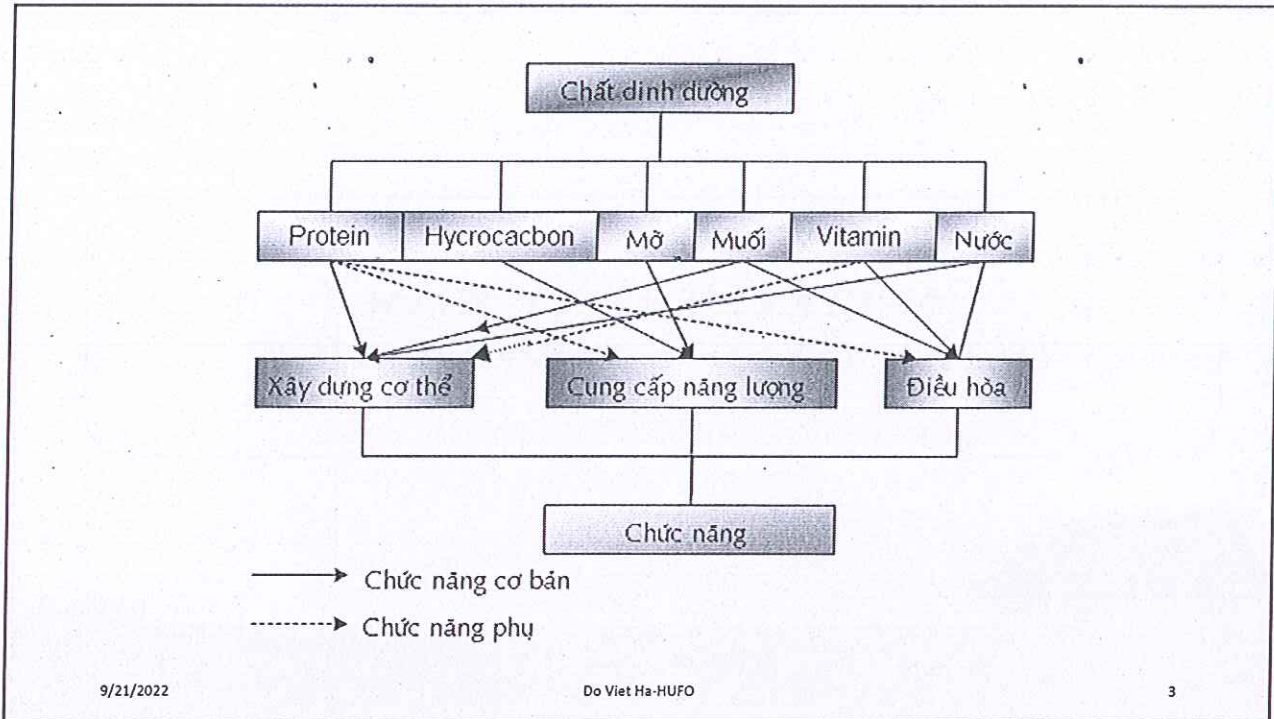 Chất dinh dưỡng
Protein Hycrocacbon Mỡ Muối Vitamin Nước
Xây dựng cơ thể Cung cấp năng lượng Điều hòa
Chức năng
Chức năng cơ bản
Chức năng phụ
9/21/2022 Do Viet Ha-HUFO 3